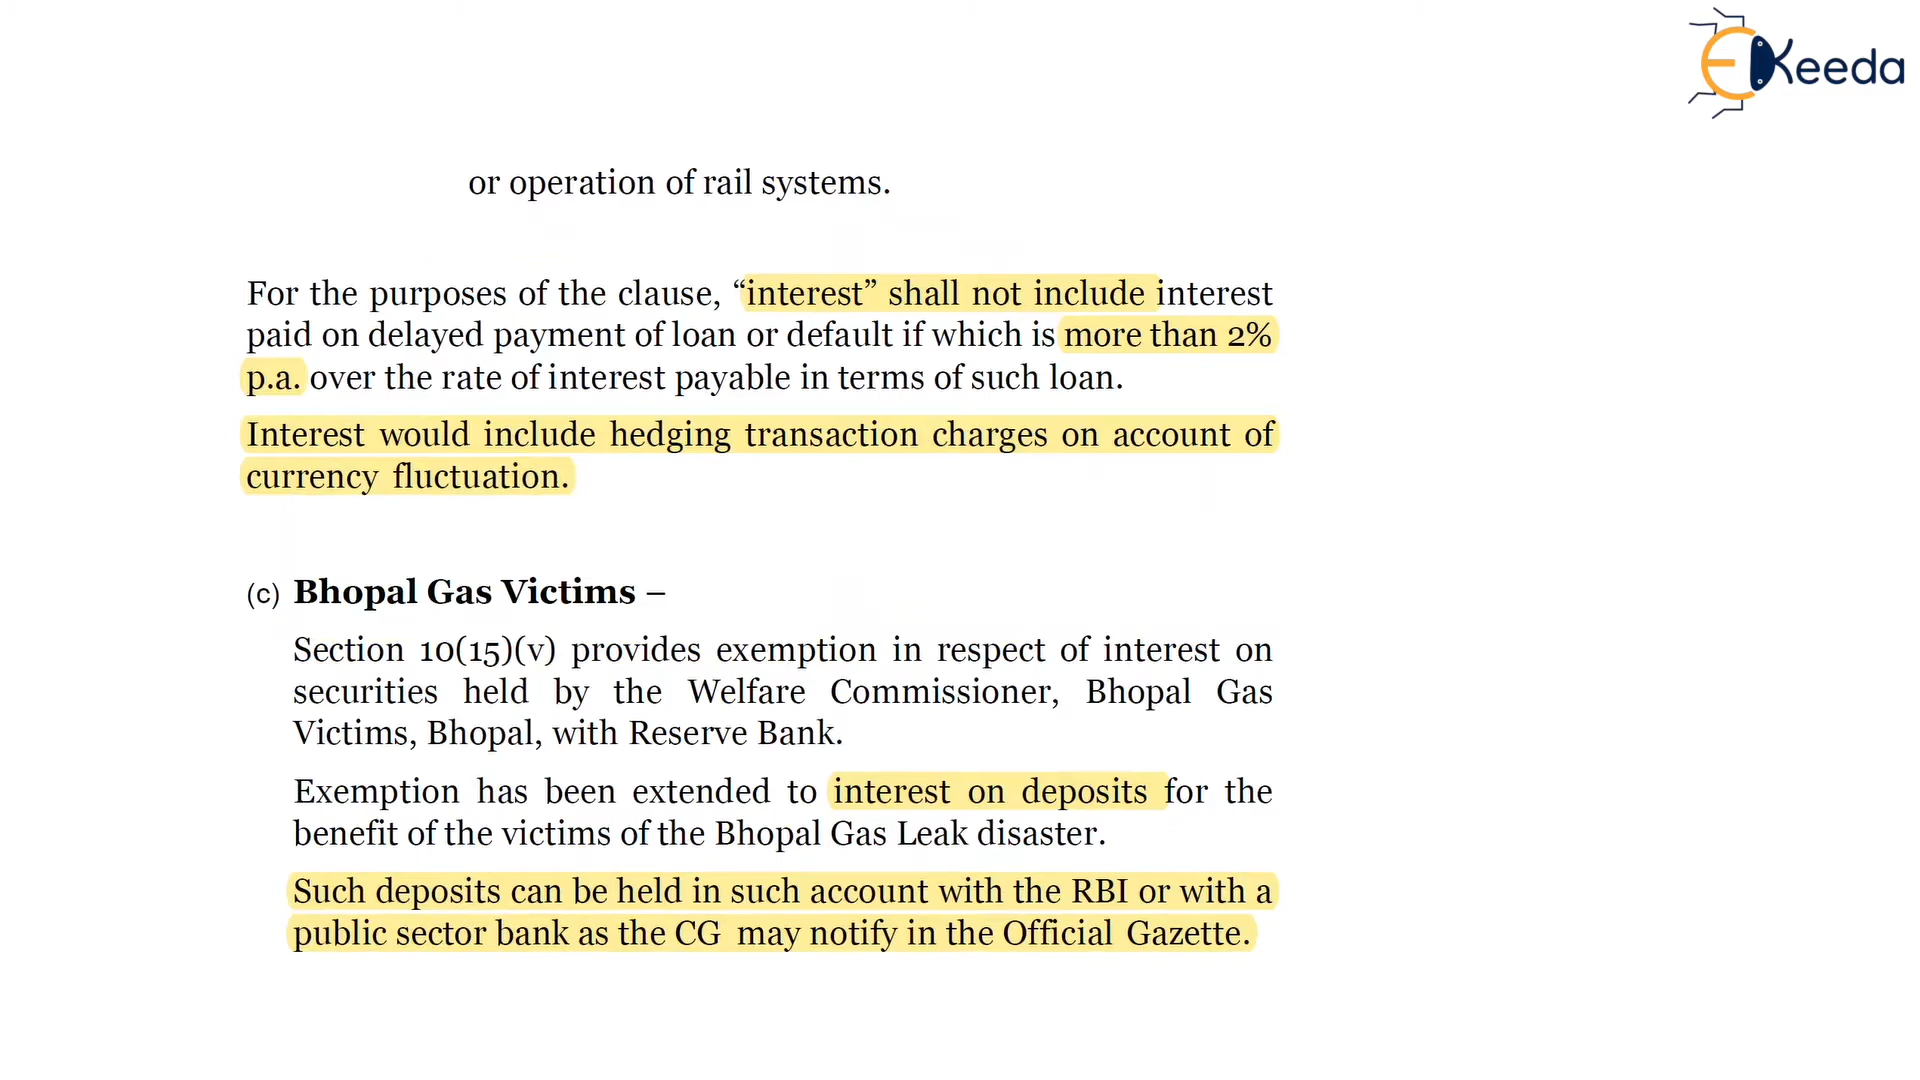 EKeeda
or operation of rail systems.
For the purposes of the clause, “interest” shall not include interest
paid on delayed payment of loan or default if which is more than 2%
p.a. over the rate of interest payable in terms of such loan.
Interest would include hedging transaction charges on account of
currency fluctuation.
(c) Bhopal Gas Victims –
Section 10(15)(v) provides exemption in respect of interest on
securities held by the Welfare Commissioner, Bhopal Gas
Victims, Bhopal, with Reserve Bank.
Exemption has been extended to interest on deposits for the
benefit of the victims of the Bhopal Gas Leak disaster.
Such deposits can be held in such account with the RBI or with a
public sector bank as the CG may notify in the Official Gazette.